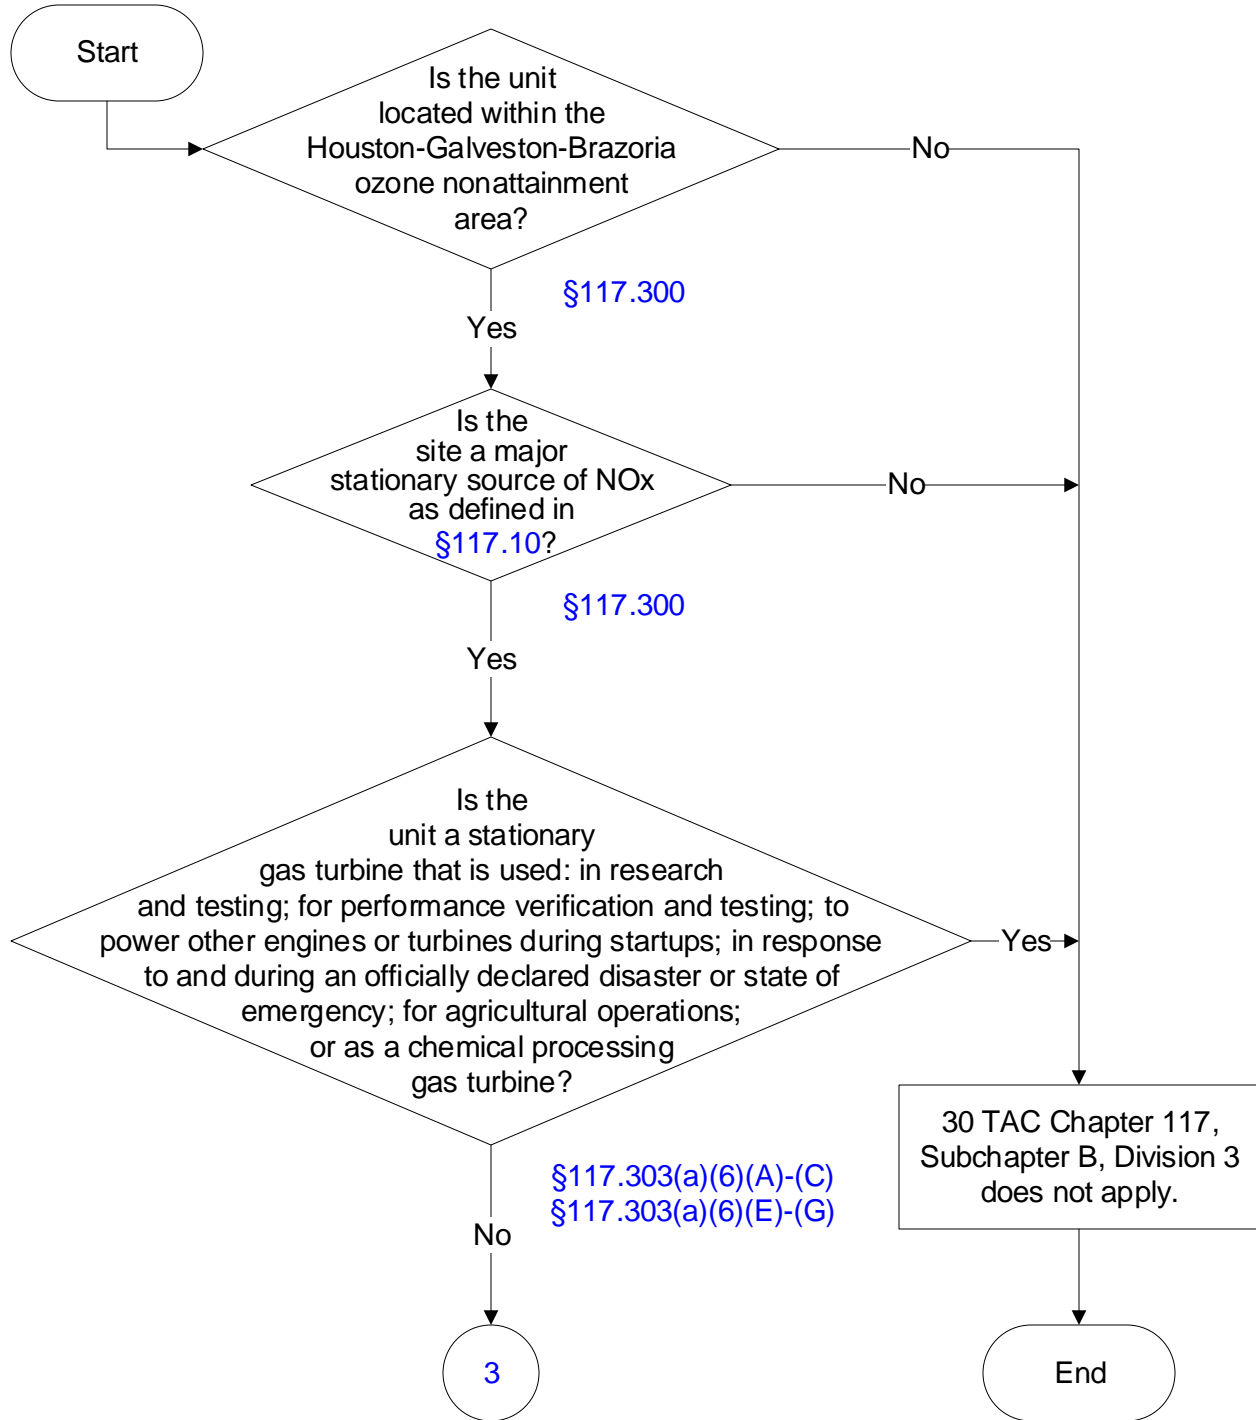 Start
Is the unit
located within the
Houston-Galveston-Brazoria
ozone nonattainment
area?
No
§117.300
Yes
Is the
site a major
stationary source of NOx
as defined in
§117.10?
No
§117.300
Yes
Is the
unit a stationary
gas turbine that is used: in research
and testing; for performance verification and testing; to
power other engines or turbines during startups; in response
to and during an officially declared disaster or state of
emergency; for agricultural operations;
or as a chemical processing
gas turbine?
Yes
§117.303(a)(6)(A)-(C)
§117.303(a)(6)(E)-(G)
No
30 TAC Chapter 117,
Subchapter B, Division 3
does not apply.
3
End